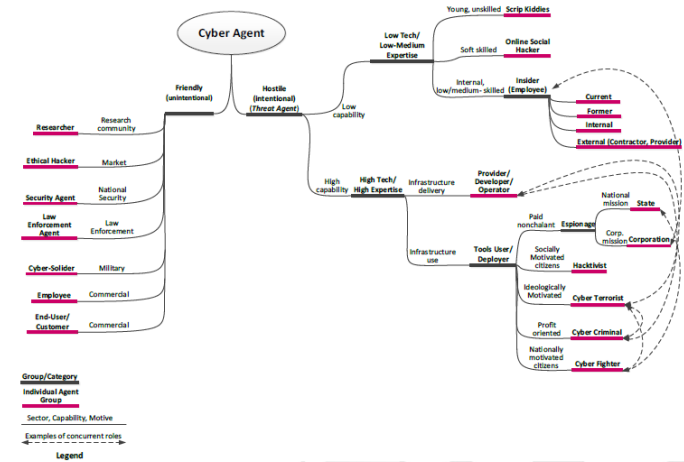 Cyber Agent
Friendly
(unintentional)
Hostile
(intentional)
(Threat Agent)
Researcher
Research
community
Ethical Hacker
Market
Security Agent
National
Security
Law
Enforcement
Agent
Law
Enforcement
Cyber-Solider
Military
Employee
Commercial
End-User/
Customer
Commercial
Low
capability
Low Tech/
Low-Medium
Expertise
Young, unskilled
Scrip Kiddies
Soft skilled
Online Social
Hacker
Internal,
low/medium- skilled
Insider
(Employee)
Current
Former
Internal
External (Contractor, Provider)
High
capability
High Tech/
High Expertise
Infrastructure
delivery
Provider/
Developer/
Operator
Infrastructure
use
Tools User/
Deployer
Paid
nonchalant
Espionage
National
mission
State
Corp.
mission
Corporation
Socially
Motivated
citizens
Hacktivist
Ideologically
Motivated
Cyber Terrorist
Profit
oriented
Cyber Criminal
Nationally
motivated
citizens
Cyber Fighter
Group/Category
Individual Agent
Group
Sector, Capability, Motive
Examples of concurrent roles
Legend